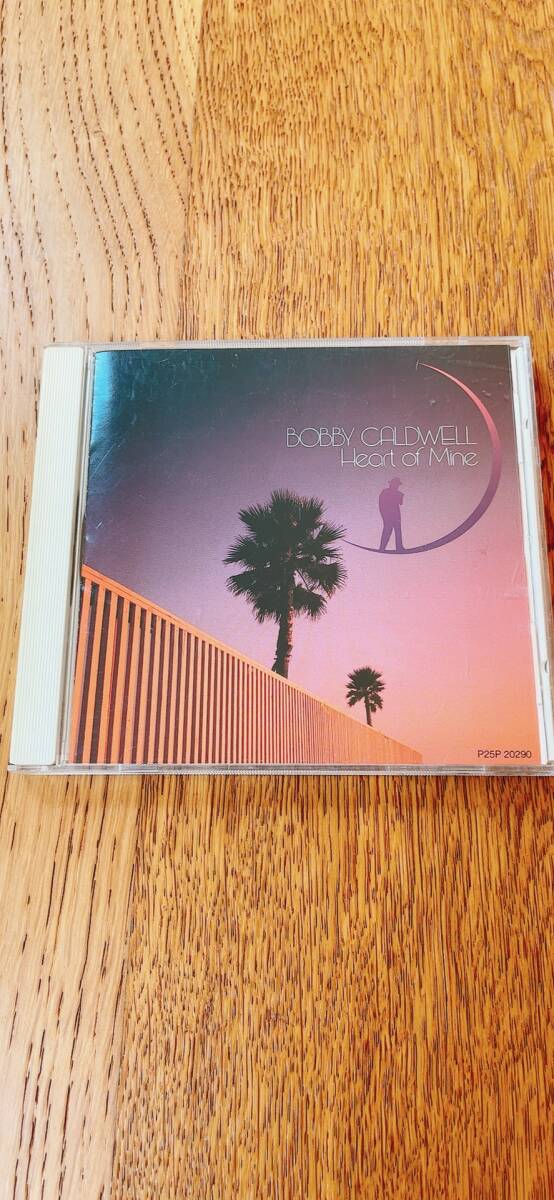 BOBBY CALDWELL
Heart of Mine
P25P 20290